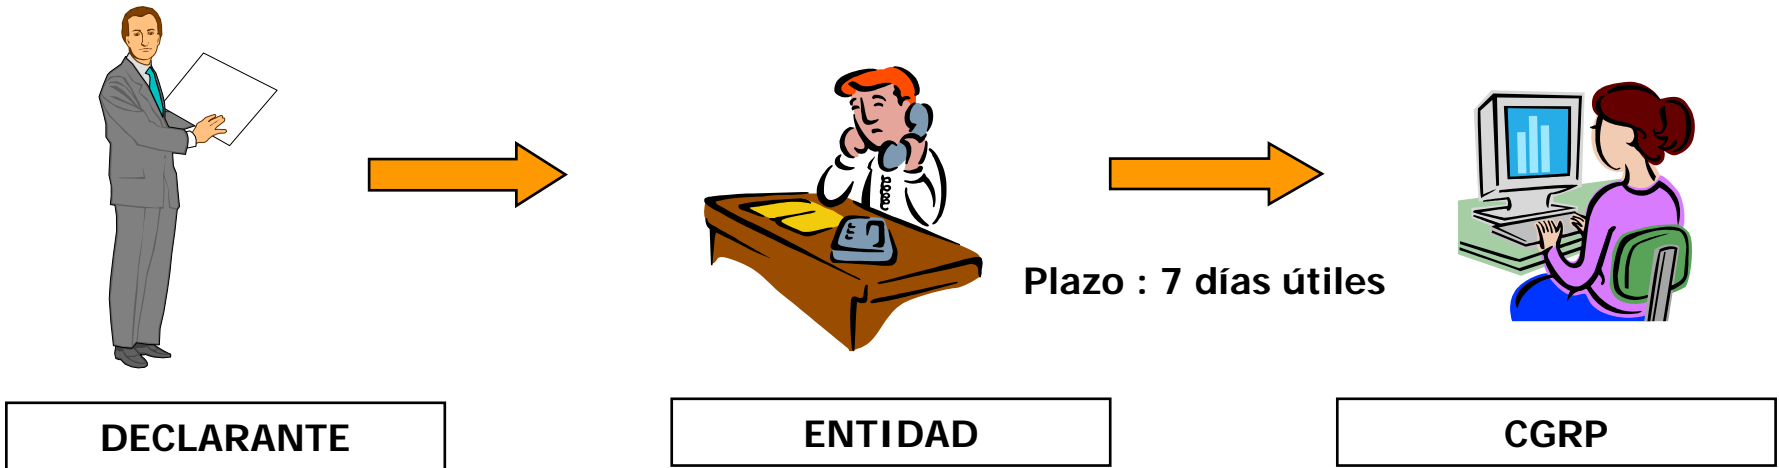 Plazo : 7 días útiles
DECLARANTE
ENTIDAD
CGRP